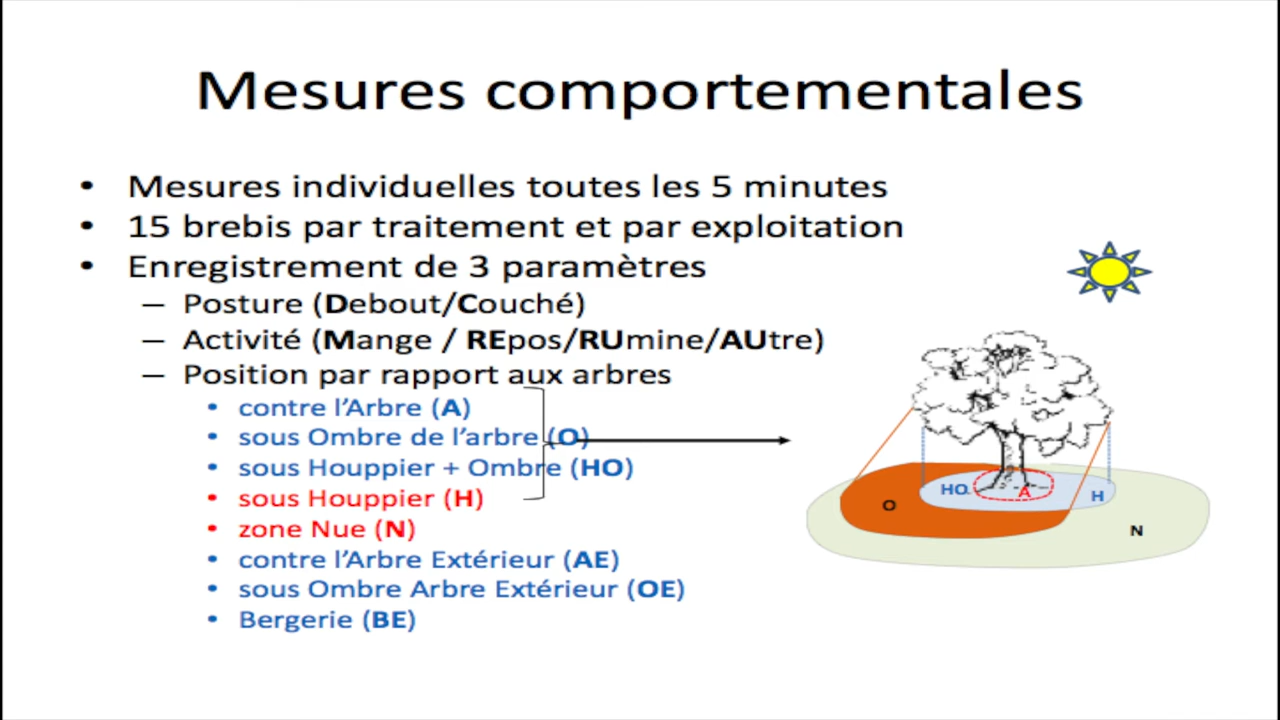 Mesures comportementales
• Mesures individuelles toutes les 5 minutes
• 15 brebis par traitement et par exploitation
• Enregistrement de 3 paramètres
– Posture (Debout/Couché)
– Activité (Mange / REpos/RUmine/AUtre)
– Position par rapport aux arbres
• contre l'Arbre (A)
• sous Ombre de l'arbre (O)
• sous Houppier + Ombre (HO)
• sous Houppier (H)
• zone Nue (N)
• contre l'Arbre Extérieur (AE)
• sous Ombre Arbre Extérieur (OE)
• Bergerie (BE)
HO
A
H
O
N